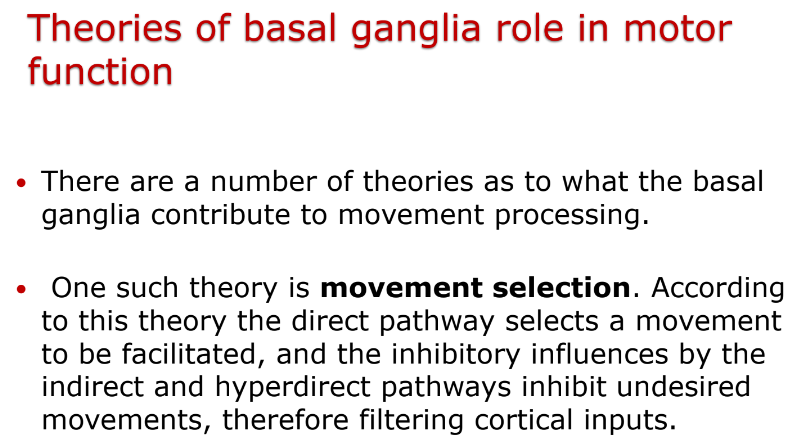 Theories of basal ganglia role in motor
function
• There are a number of theories as to what the basal
ganglia contribute to movement processing.
• One such theory is movement selection. According
to this theory the direct pathway selects a movement
to be facilitated, and the inhibitory influences by the
indirect and hyperdirect pathways inhibit undesired
movements, therefore filtering cortical inputs.